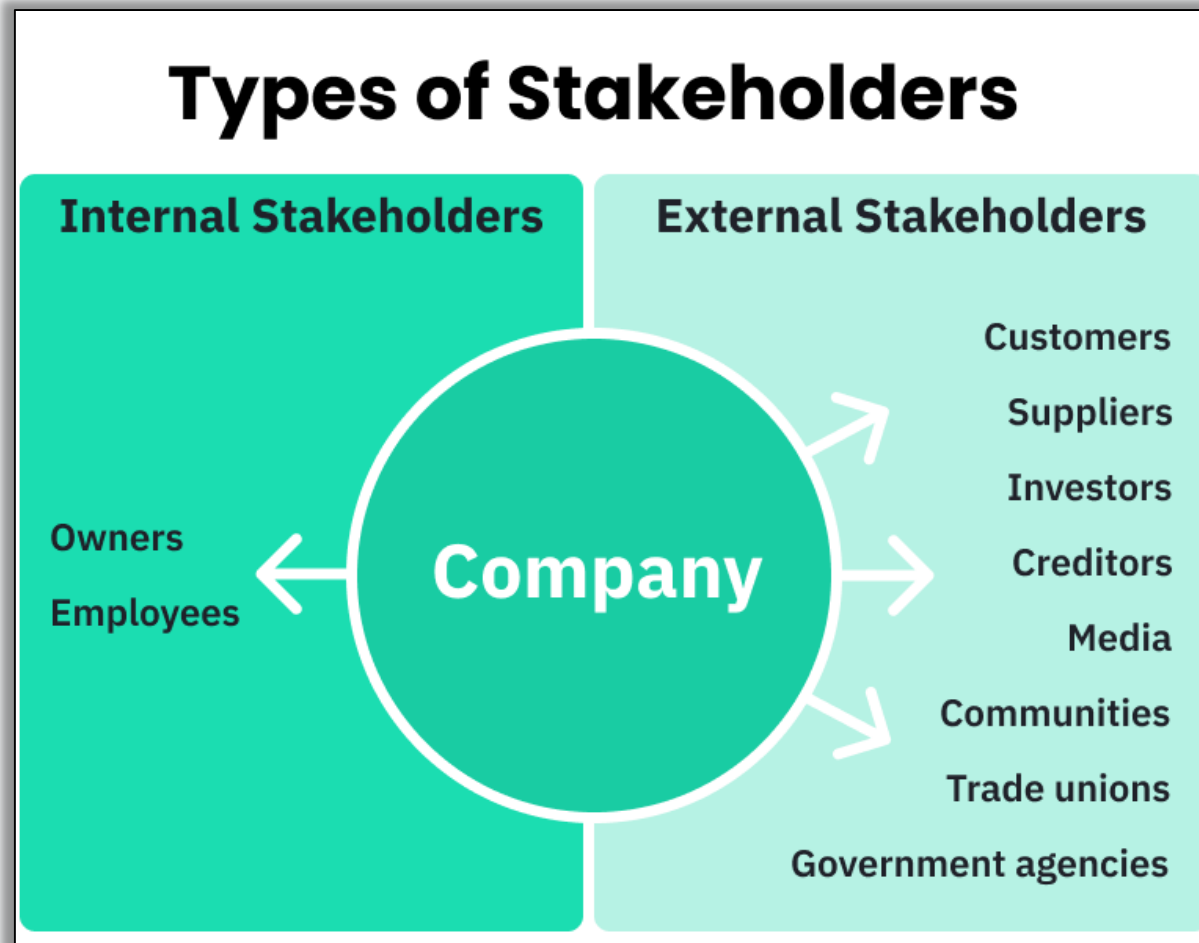 Types of Stakeholders
Internal Stakeholders
Owners
Employees
Company
External Stakeholders
Customers
Suppliers
Investors
Creditors
Media
Communities
Trade unions
Government agencies